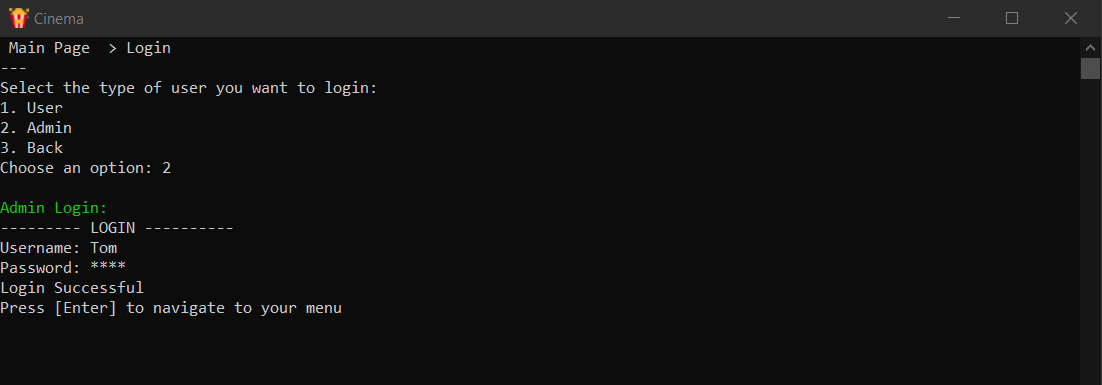 Cinema
Main Page  > Login
---
Select the type of user you want to login:
1. User
2. Admin
3. Back
Choose an option: 2
Admin Login:
--------- LOGIN ----------
Username: Tom
Password: ****
Login Successful
Press [Enter] to navigate to your menu